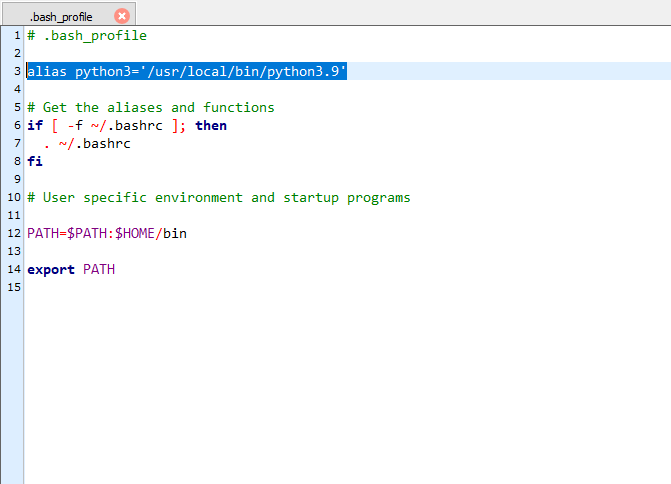 .bash_profile
1 # .bash_profile
2
3 alias python3='/usr/local/bin/python3.9'
4
5 # Get the aliases and functions
6 if [ -f ~/.bashrc ]; then
7   . ~/.bashrc
8 fi
9
10 # User specific environment and startup programs
11
12 PATH=$PATH:$HOME/bin
13
14 export PATH
15